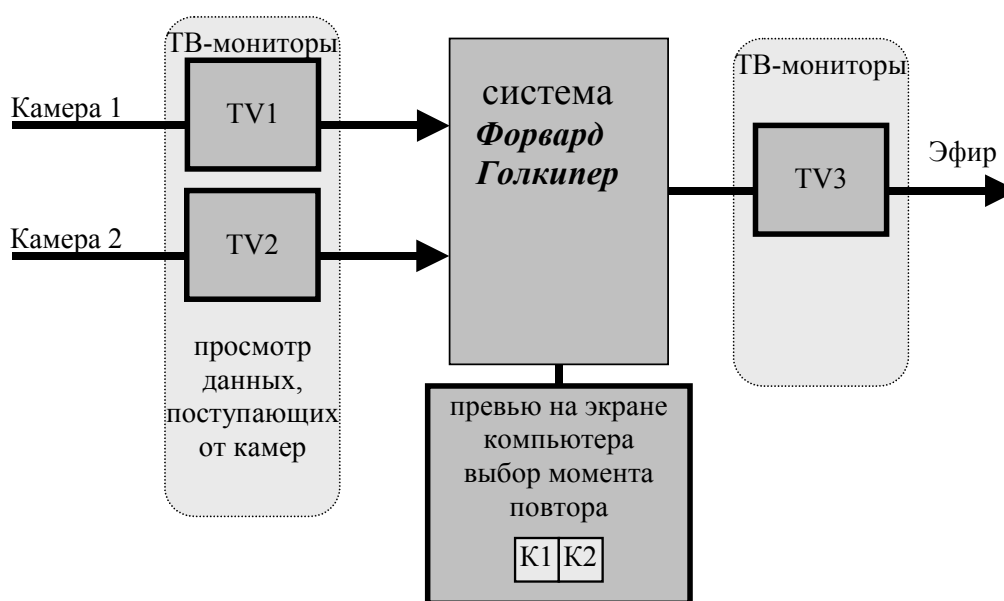 ТВ-мониторы
Камера 1
TV1
Камера 2
TV2
просмотр
данных,
поступающих
от камер
система
Форвард
Голкипер
превью на экране
компьютера
выбор момента
повтора
К1 К2
ТВ-мониторы
TV3
Эфир